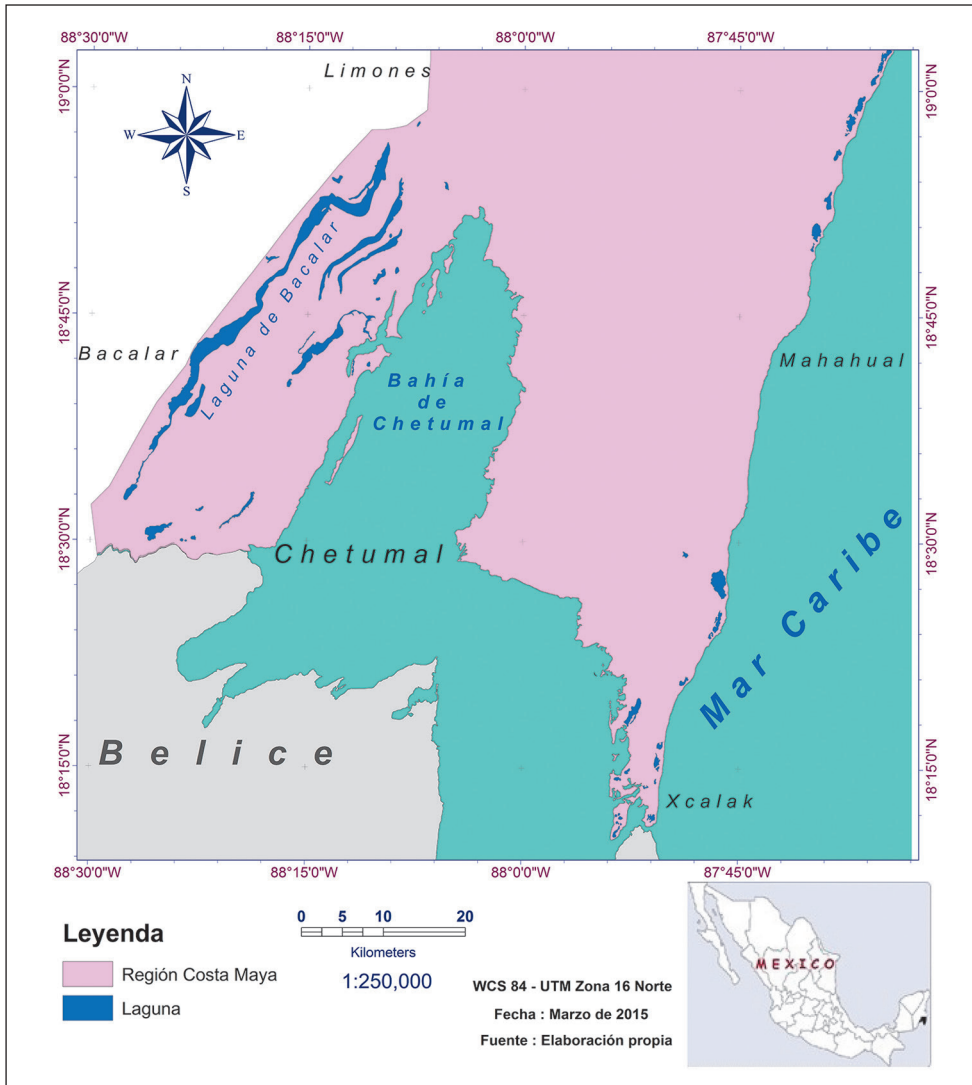 88°30'0"W 88°15'0"W 88°0'0"W 87°45'0"W
Limones
19°0'0"N
19°0'0"N
N
W
E
S
Laguna de Bacalar
18°45'0"N
18°45'0"N
Bacalar
Mahahual
Bahía
de
Chetumal
18°30'0"N
18°30'0"N
Chetumal
Mar Caribe
Belice
18°15'0"N
18°15'0"N
Xcalak
88°30'0"W 88°15'0"W 88°0'0"W 87°45'0"W
Leyenda
Región Costa Maya
Laguna
0 5 10 20
Kilometers
1:250,000
WCS 84 - UTM Zona 16 Norte
Fecha : Marzo de 2015
Fuente : Elaboración propia
MEXICO